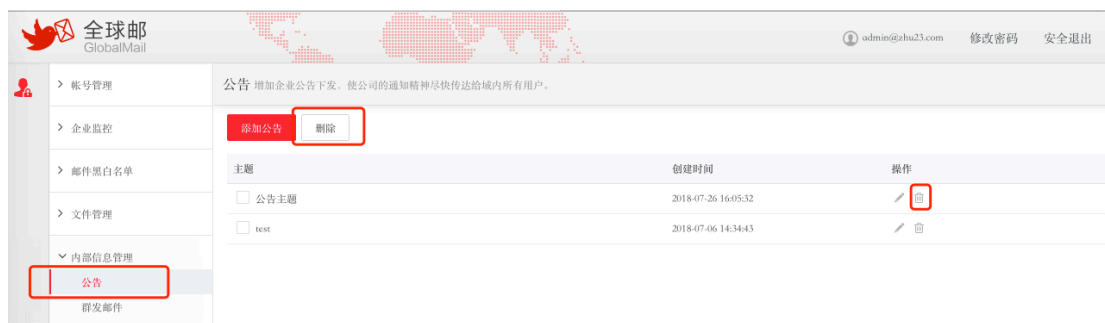 全球邮
GlobalMail
admin@zhu23.com 修改密码 安全退出
帐号管理
企业监控
邮件黑白名单
文件管理
内部信息管理
公告
群发邮件
公告 增加企业公告下发，使公司的通知精神尽快传达给域内所有用户。
添加公告 删除
主题 创建时间 操作
公告主题 2018-07-26 16:05:32
test 2018-07-06 14:34:43